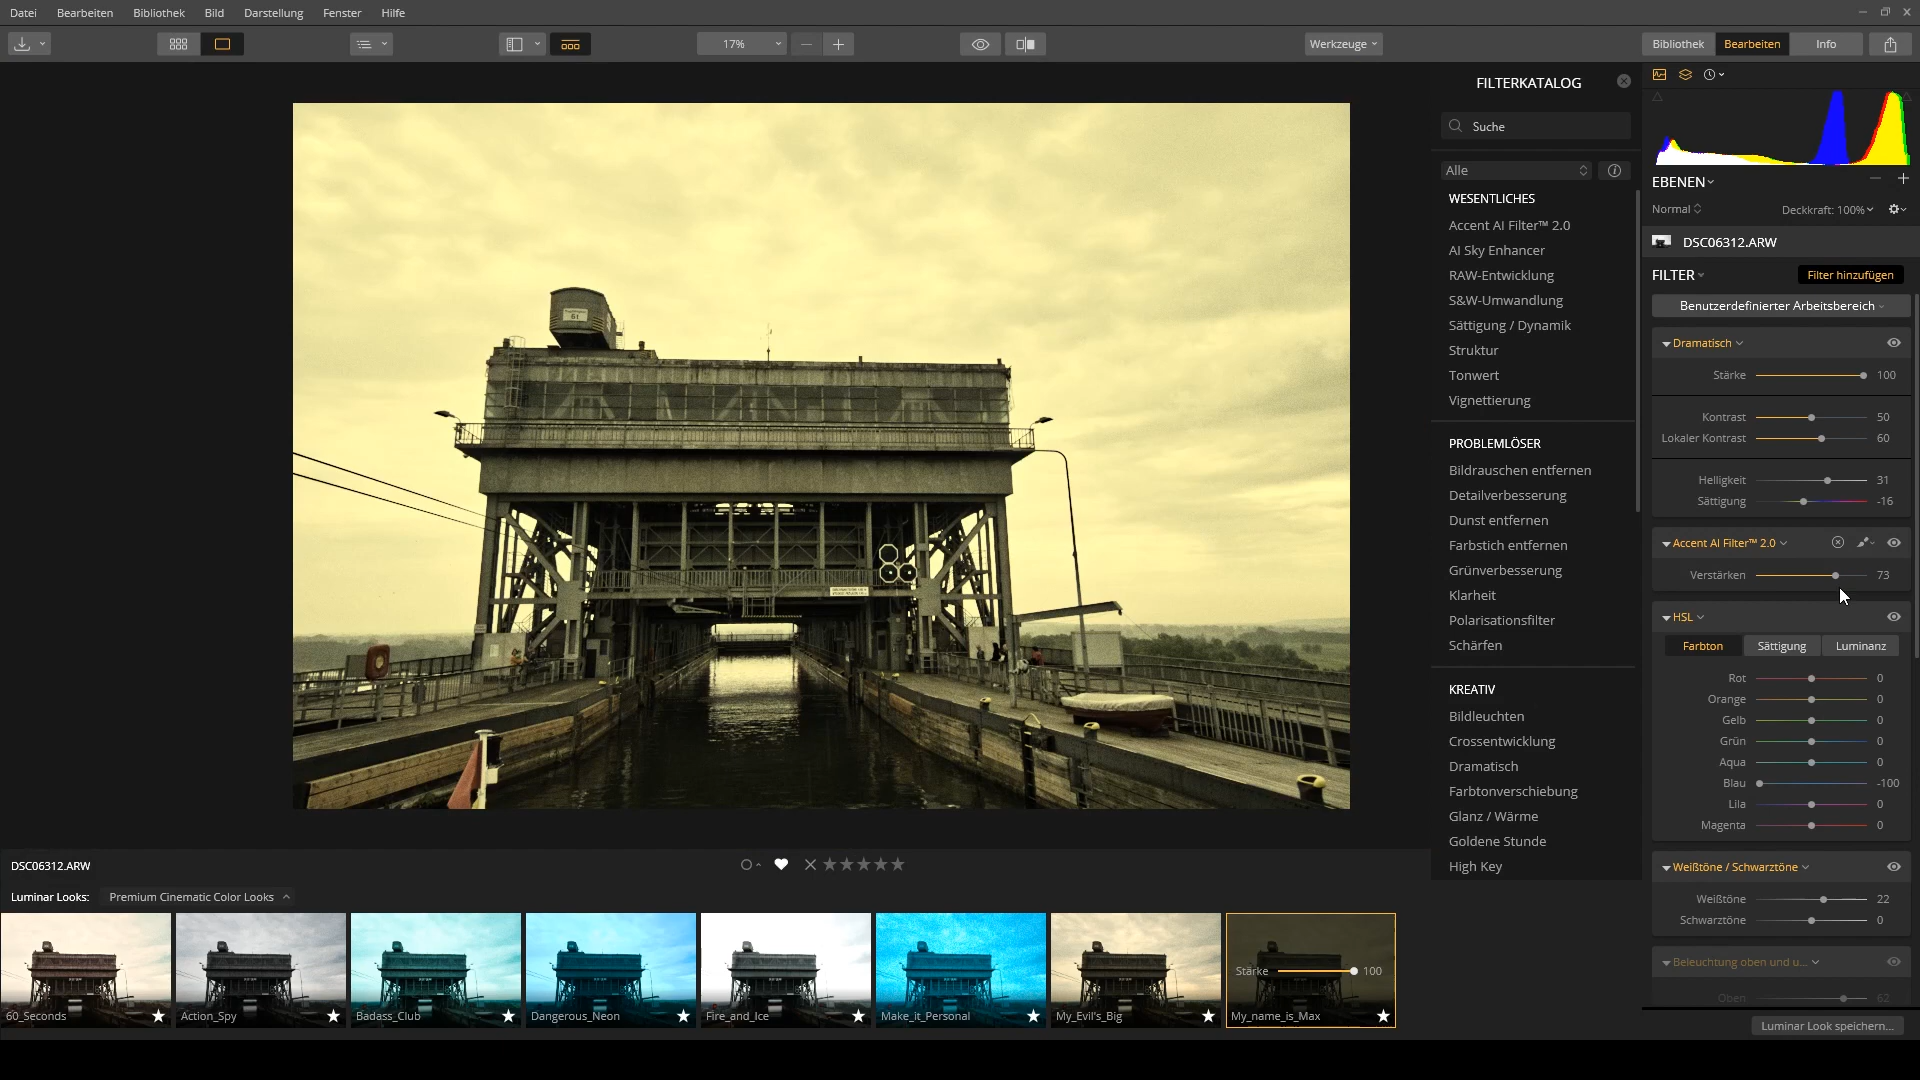 Datei Bearbeiten Bibliothek Bild Darstellung Fenster Hilfe
17% Werkzeuge Bibliothek Bearbeiten Info
FILTERKATALOG
Suche
Alle
WESENTLICHES
Accent AI Filter™ 2.0
AI Sky Enhancer
RAW-Entwicklung
S&W-Umwandlung
Sättigung / Dynamik
Struktur
Tonwert
Vignettierung
PROBLEMLÖSER
Bildrauschen entfernen
Detailverbesserung
Dunst entfernen
Farbstich entfernen
Grünverbesserung
Klarheit
Polarisationsfilter
Schärfen
KREATIV
Bildleuchten
Crossentwicklung
Dramatisch
Farbtonverschiebung
Glanz / Wärme
Goldene Stunde
High Key
EBENEN
Normal Deckkraft: 100%
DSC06312.ARW
FILTER Filter hinzufügen
Benutzerdefinierter Arbeitsbereich
Dramatisch
Stärke 100
Kontrast 50
Lokaler Kontrast 60
Helligkeit 31
Sättigung -16
Accent AI Filter™ 2.0
Verstärken 73
HSL
Farbton Sättigung Luminanz
Rot 0
Orange 0
Gelb 0
Grün 0
Aqua 0
Blau -100
Lila 0
Magenta 0
Weißtöne / Schwarztöne
Weißtöne 22
Schwarztöne 0
Beleuchtung oben und u...
Oben 62
Luminar Look speichern...
61
DSC06312.ARW
Luminar Looks: Premium Cinematic Color Looks
Stärke 100
60_Seconds Action_Spy Badass_Club Dangerous_Neon Fire_and_Ice Make_it_Personal My_Evil's_Big My_name_is_Max